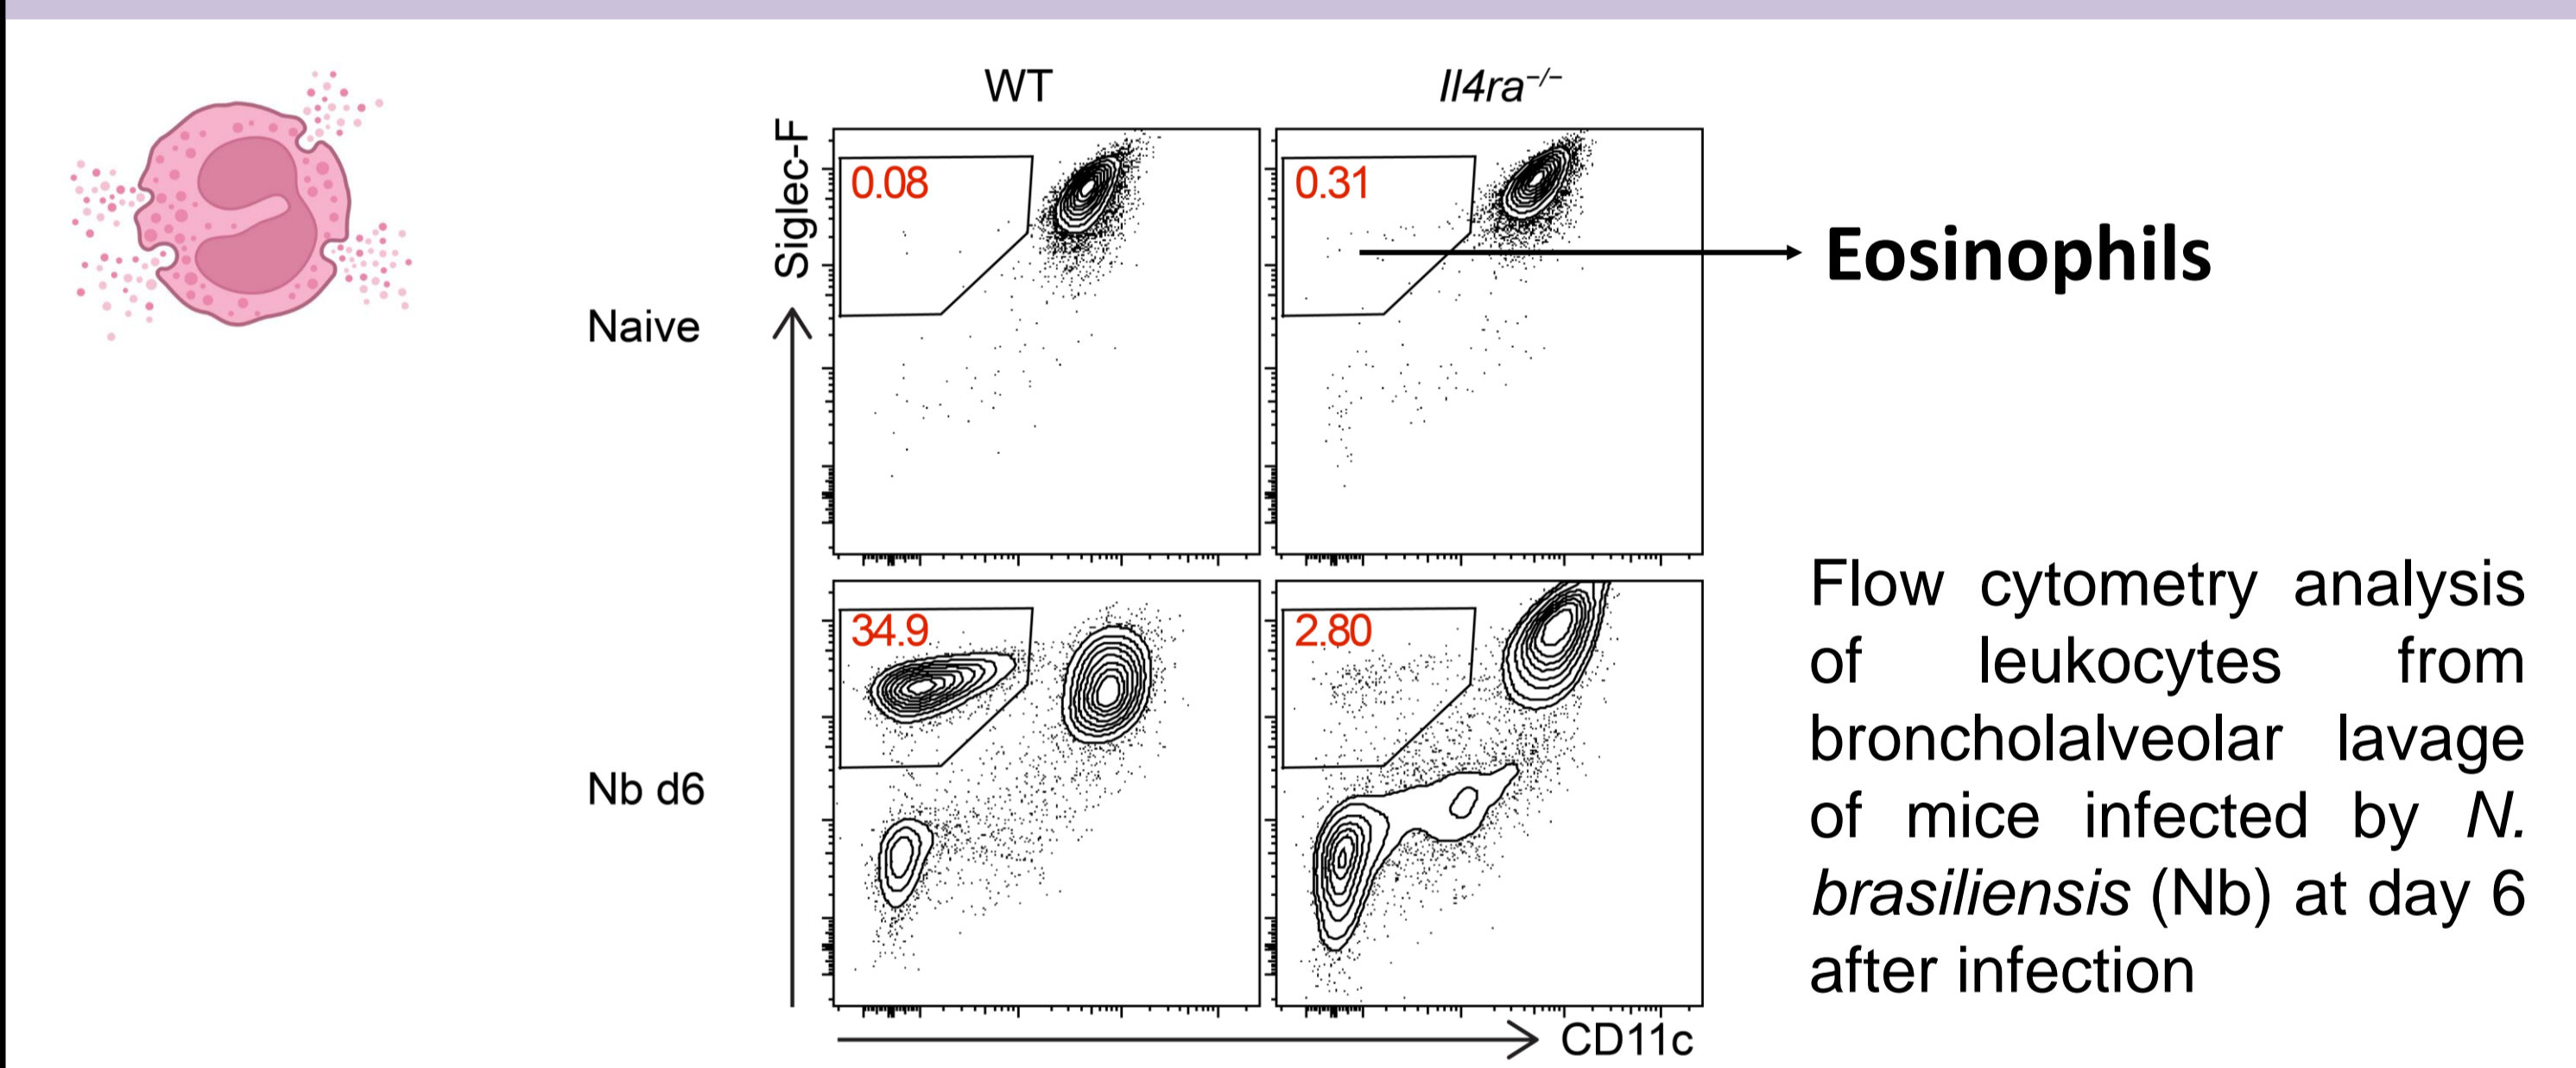 WT
Il4ra⁻/⁻
Siglec-F
0.08
0.31
Eosinophils
Naive
34.9
2.80
Nb d6
CD11c
Flow cytometry analysis
of leukocytes from
broncholalveolar lavage
of mice infected by N.
brasiliensis (Nb) at day 6
after infection